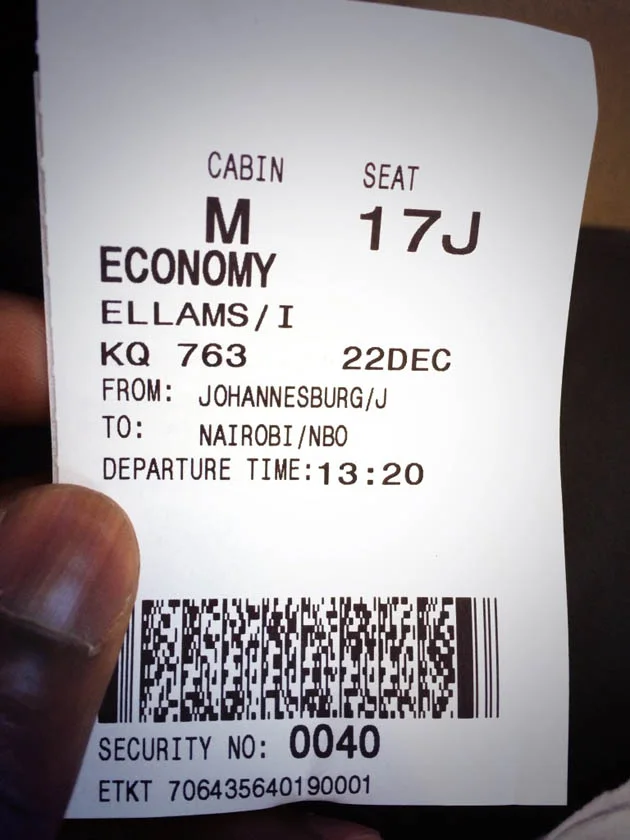 CABIN SEAT
M 17J
ECONOMY
ELLAMS/I
KQ 763 22DEC
FROM: JOHANNESBURG/J
TO: NAIROBI/NBO
DEPARTURE TIME:13:20
SECURITY NO: 0040
ETKT 706435640190001